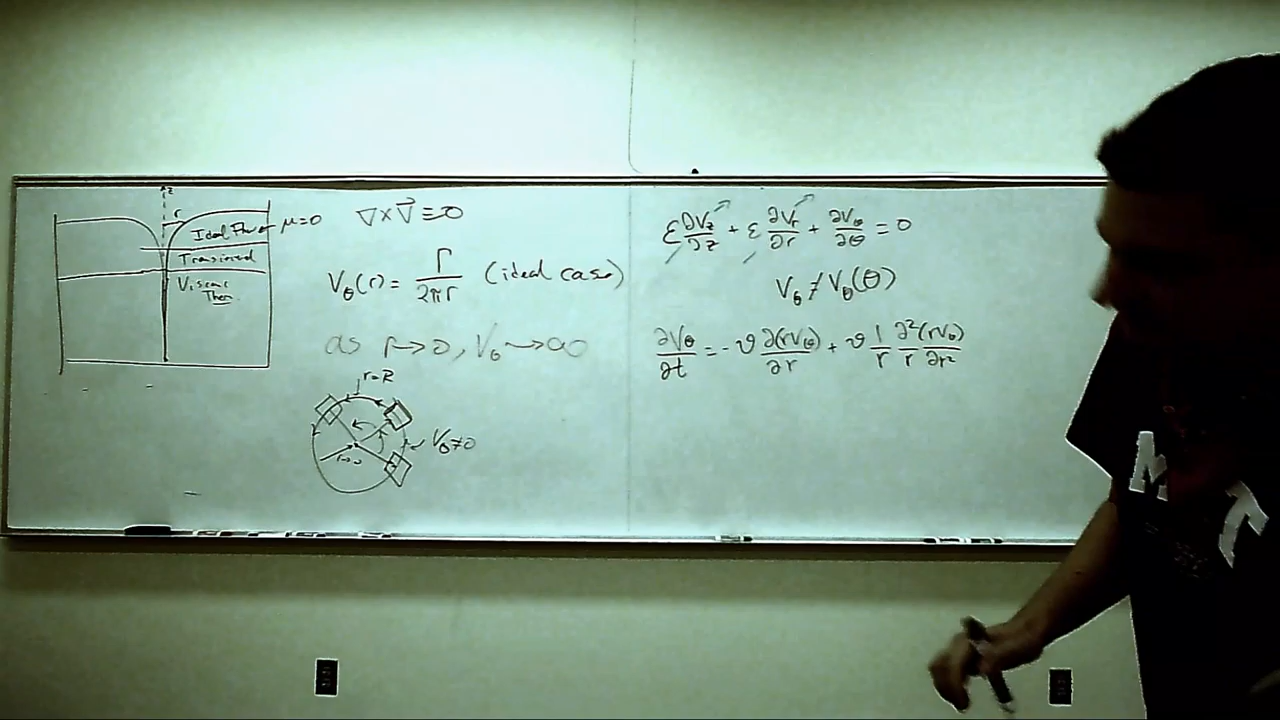 z
r
Ideal Flow μ=0
Transitional
Viscous
Then
∇×V⃗≡0
V_θ(r)= Γ/2πr (ideal case)
as r→0, V_θ→∞
r=R
V_θ≠0
ε ∂V_z/∂z + ε ∂V_r/∂r + ∂V_θ/∂θ = 0
V_θ≠V_θ(θ)
∂V_θ/∂t = -ν ∂(rV_θ)/∂r + ν 1/r ∂²(rV_θ)/r ∂r²
M
T